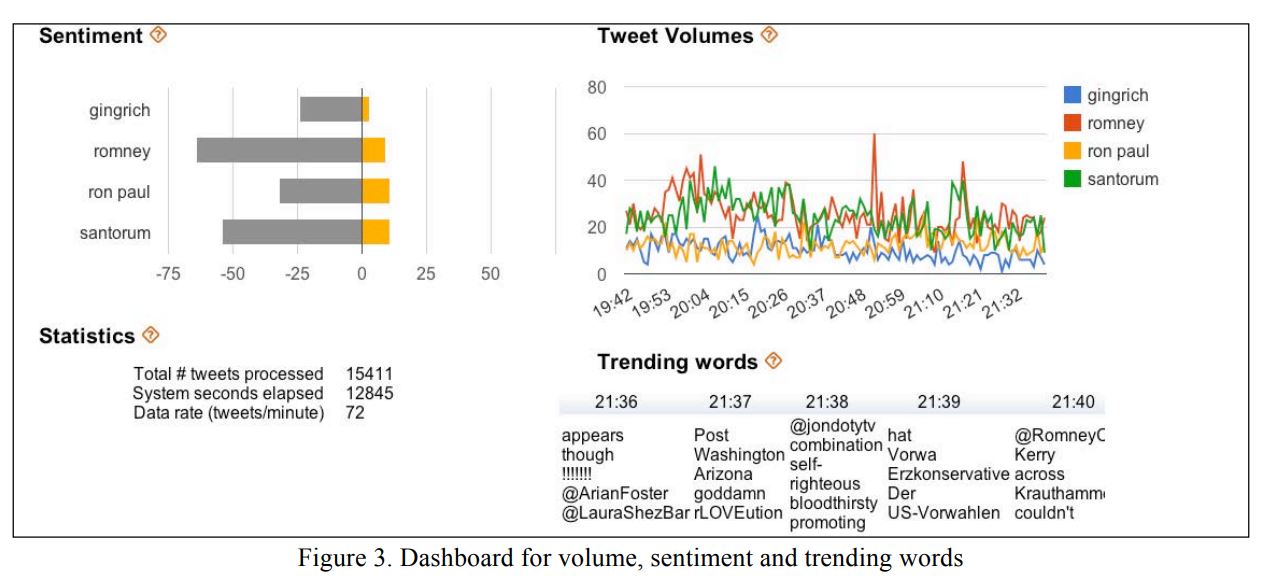 Sentiment
gingrich
romney
ron paul
santorum
-75 -50 -25 0 25 50
Statistics
Total # tweets processed 15411
System seconds elapsed 12845
Data rate (tweets/minute) 72
Tweet Volumes
80
60
40
20
0
19:42 19:53 20:04 20:15 20:26 20:37 20:48 20:59 21:10 21:21 21:32
gingrich
romney
ron paul
santorum
Trending words
21:36 21:37 21:38 21:39 21:40
appears
though
!!!!!!!
@ArianFoster
@LauraShezBar
Post
Washington
Arizona
goddamn
rLOVEution
@jondotytv
combination
self-
righteous
bloodthirsty
promoting
hat
Vorwa
Erzkonservative
Der
US-Vorwahlen
@RomneyC
Kerry
across
Krauthamm
couldn't
Figure 3. Dashboard for volume, sentiment and trending words